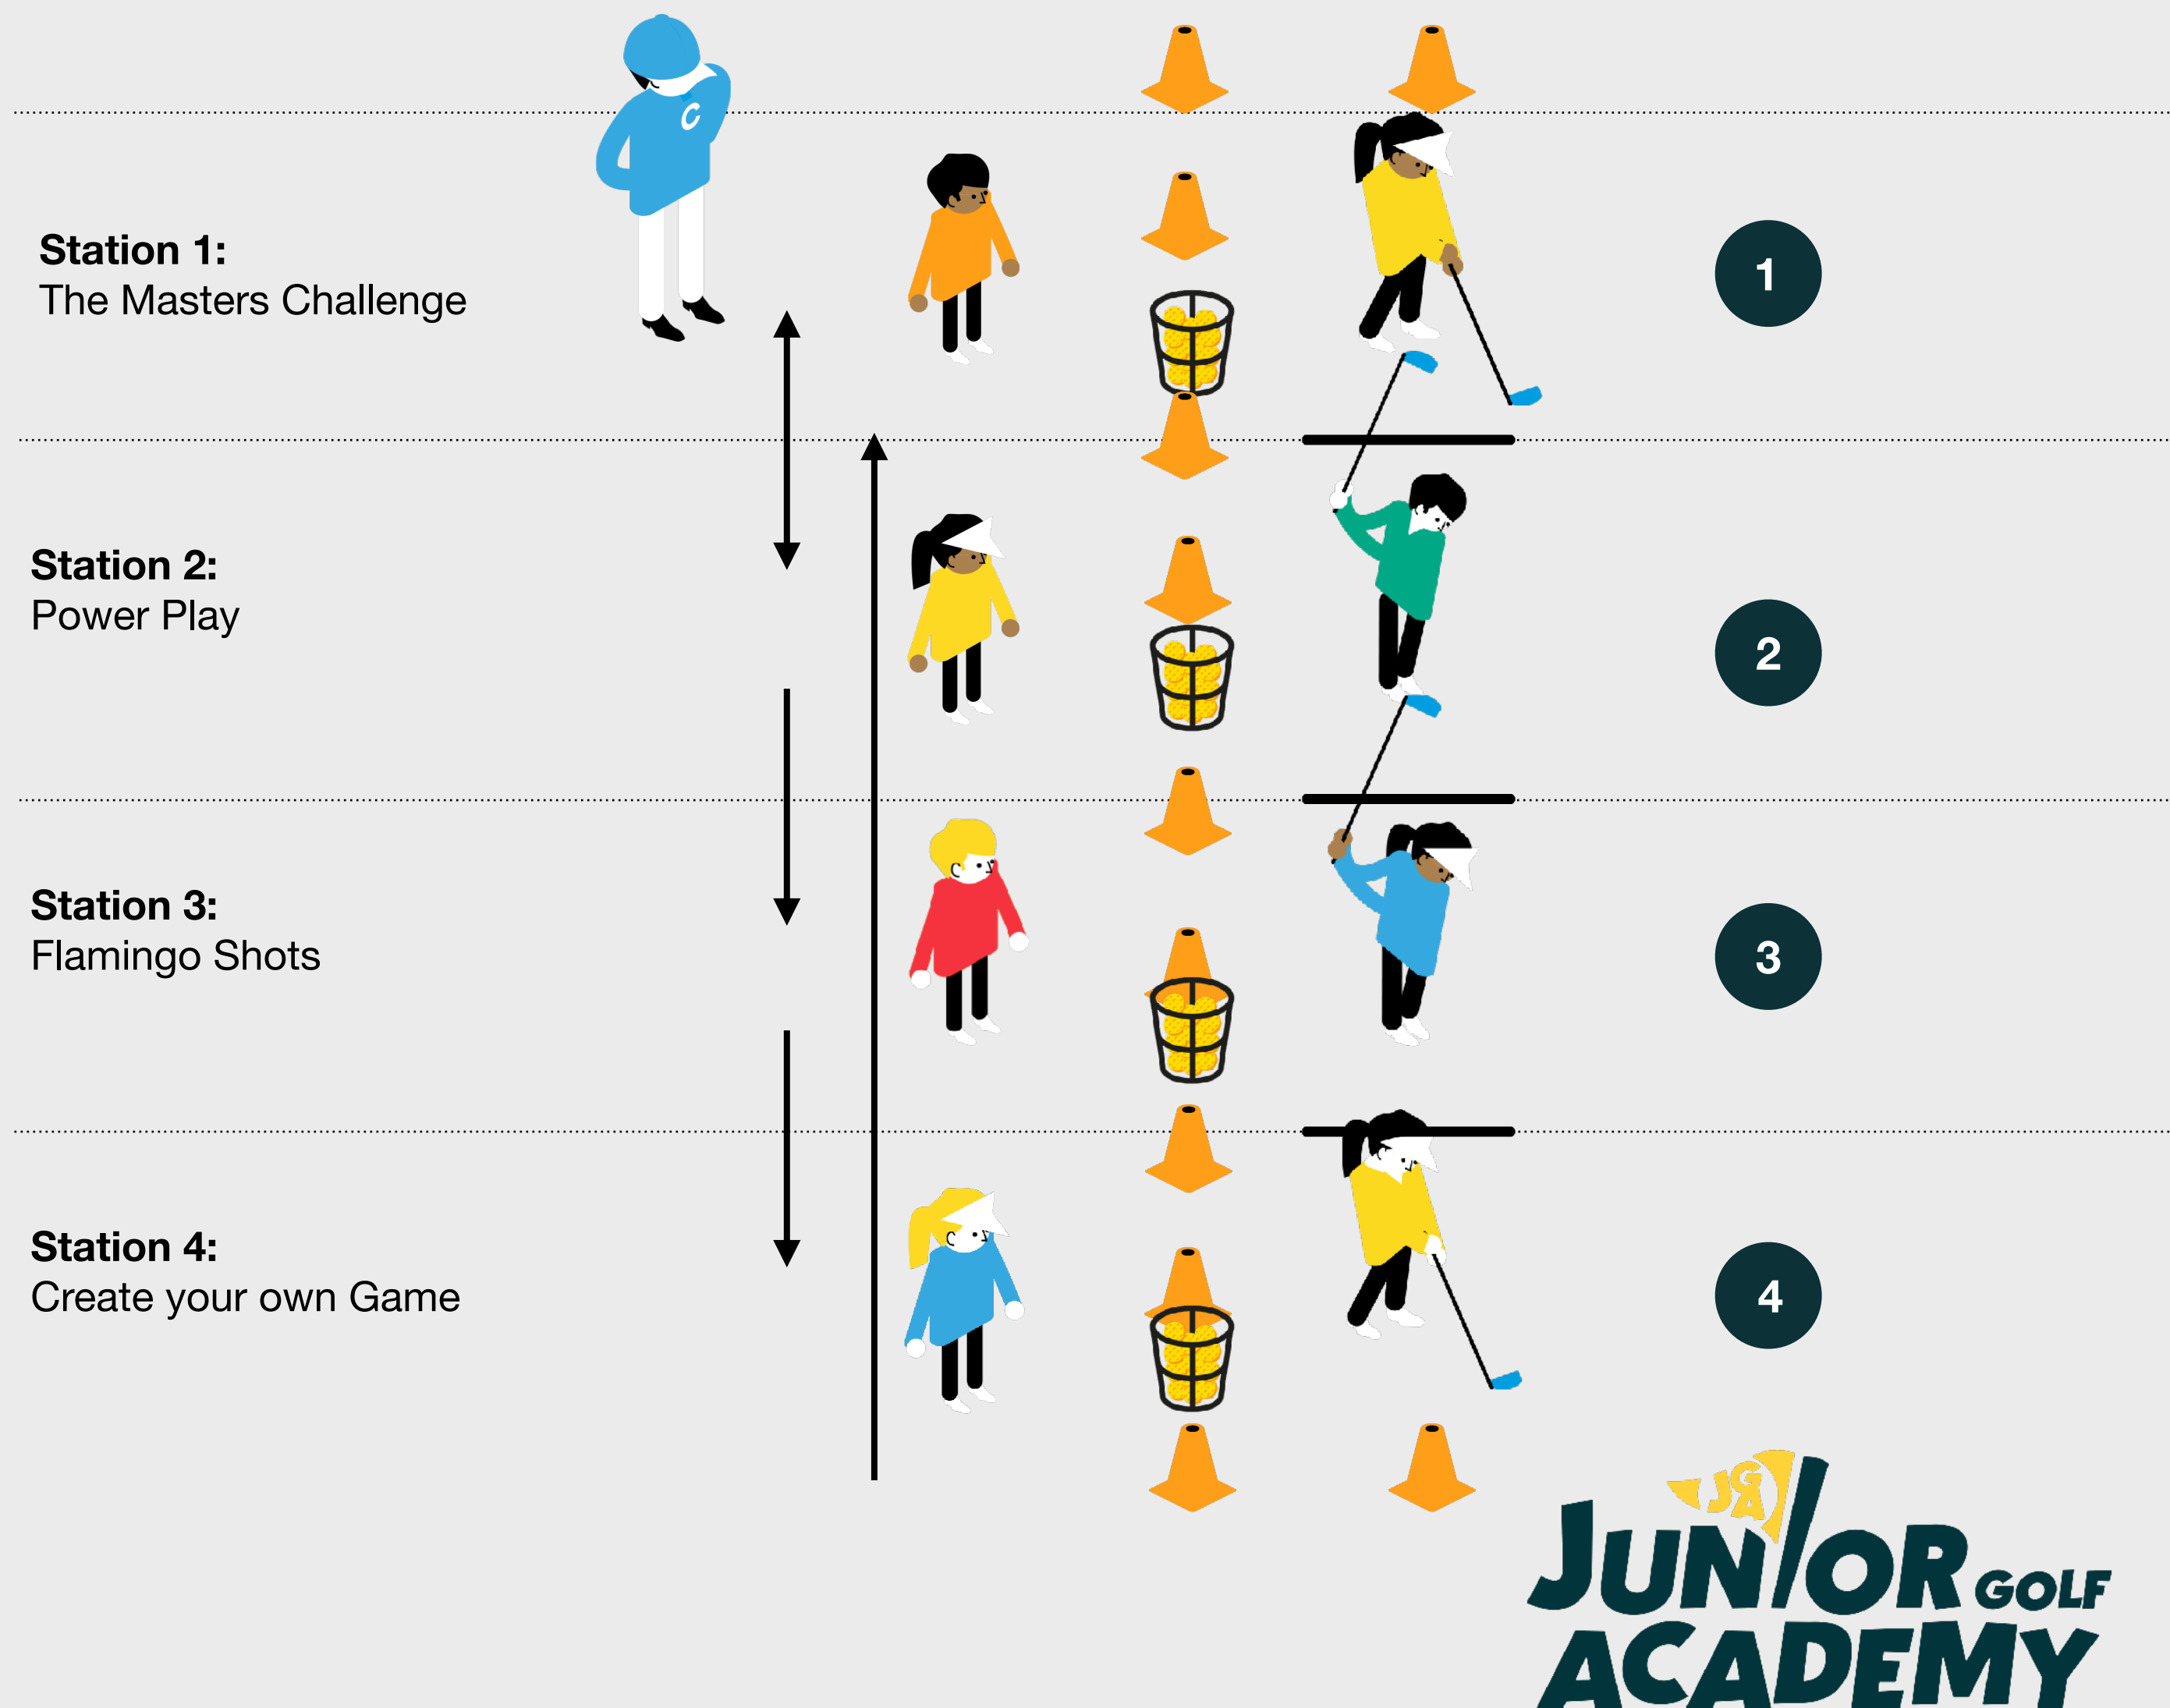 C
Station 1:
The Masters Challenge
1
Station 2:
Power Play
2
Station 3:
Flamingo Shots
3
Station 4:
Create your own Game
4
JGA
JUNIOR GOLF
ACADEMY